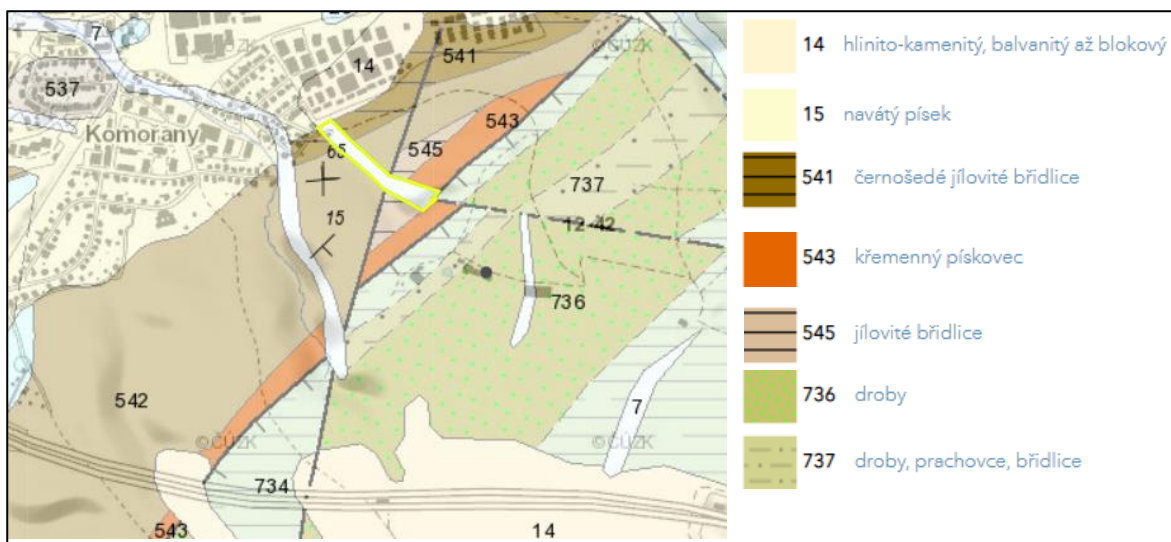 7
©ČÚZK
541
14
537
Komorany
543
65
545
737
15
12-42
736
542
7
©ČÚZK
©ČÚZK
734
543
14
14 hlinito-kamenitý, balvanitý až blokový
15 navátý písek
541 černošedé jílovité břidlice
543 křemenný pískovec
545 jílovité břidlice
736 droby
737 droby, prachovce, břidlice